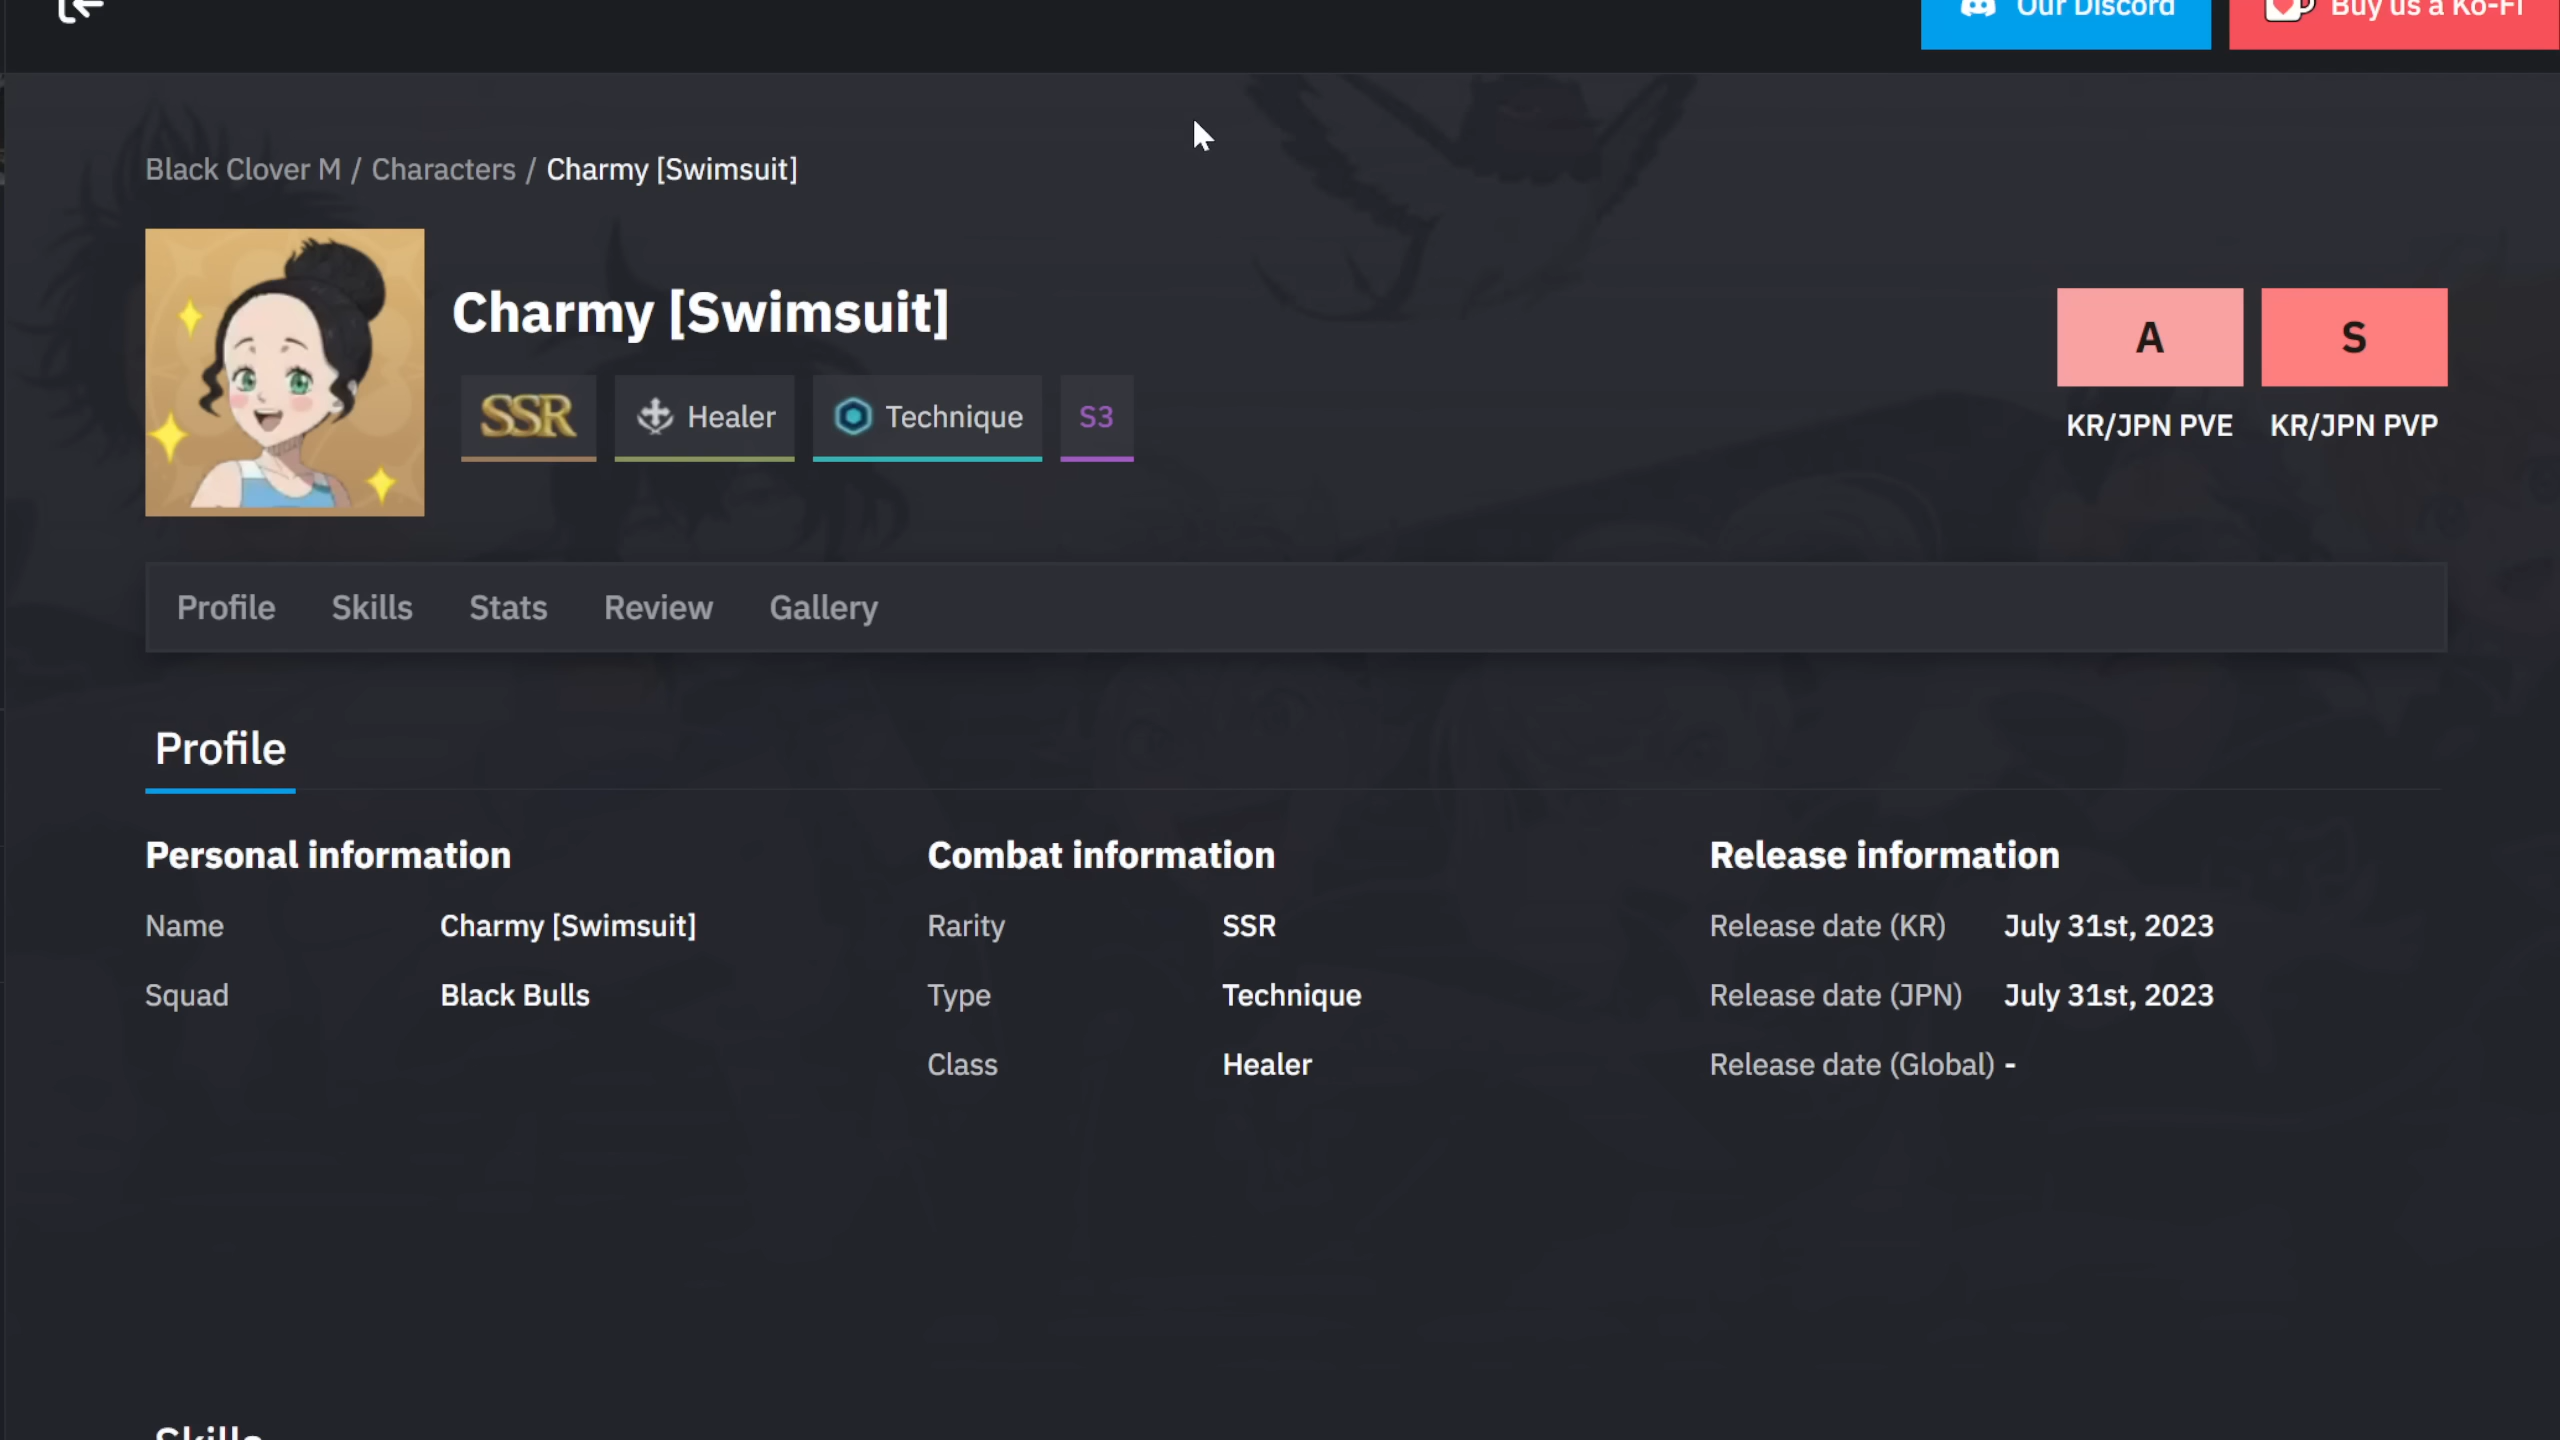 Our Discord Buy us a Ko-Fi
Black Clover M / Characters / Charmy [Swimsuit]
Charmy [Swimsuit]
SSR Healer Technique S3
A S
KR/JPN PVE KR/JPN PVP
Profile Skills Stats Review Gallery
Profile
Personal information Combat information Release information
Name Charmy [Swimsuit] Rarity SSR Release date (KR) July 31st, 2023
Squad Black Bulls Type Technique Release date (JPN) July 31st, 2023
Class Healer Release date (Global) -
Skills